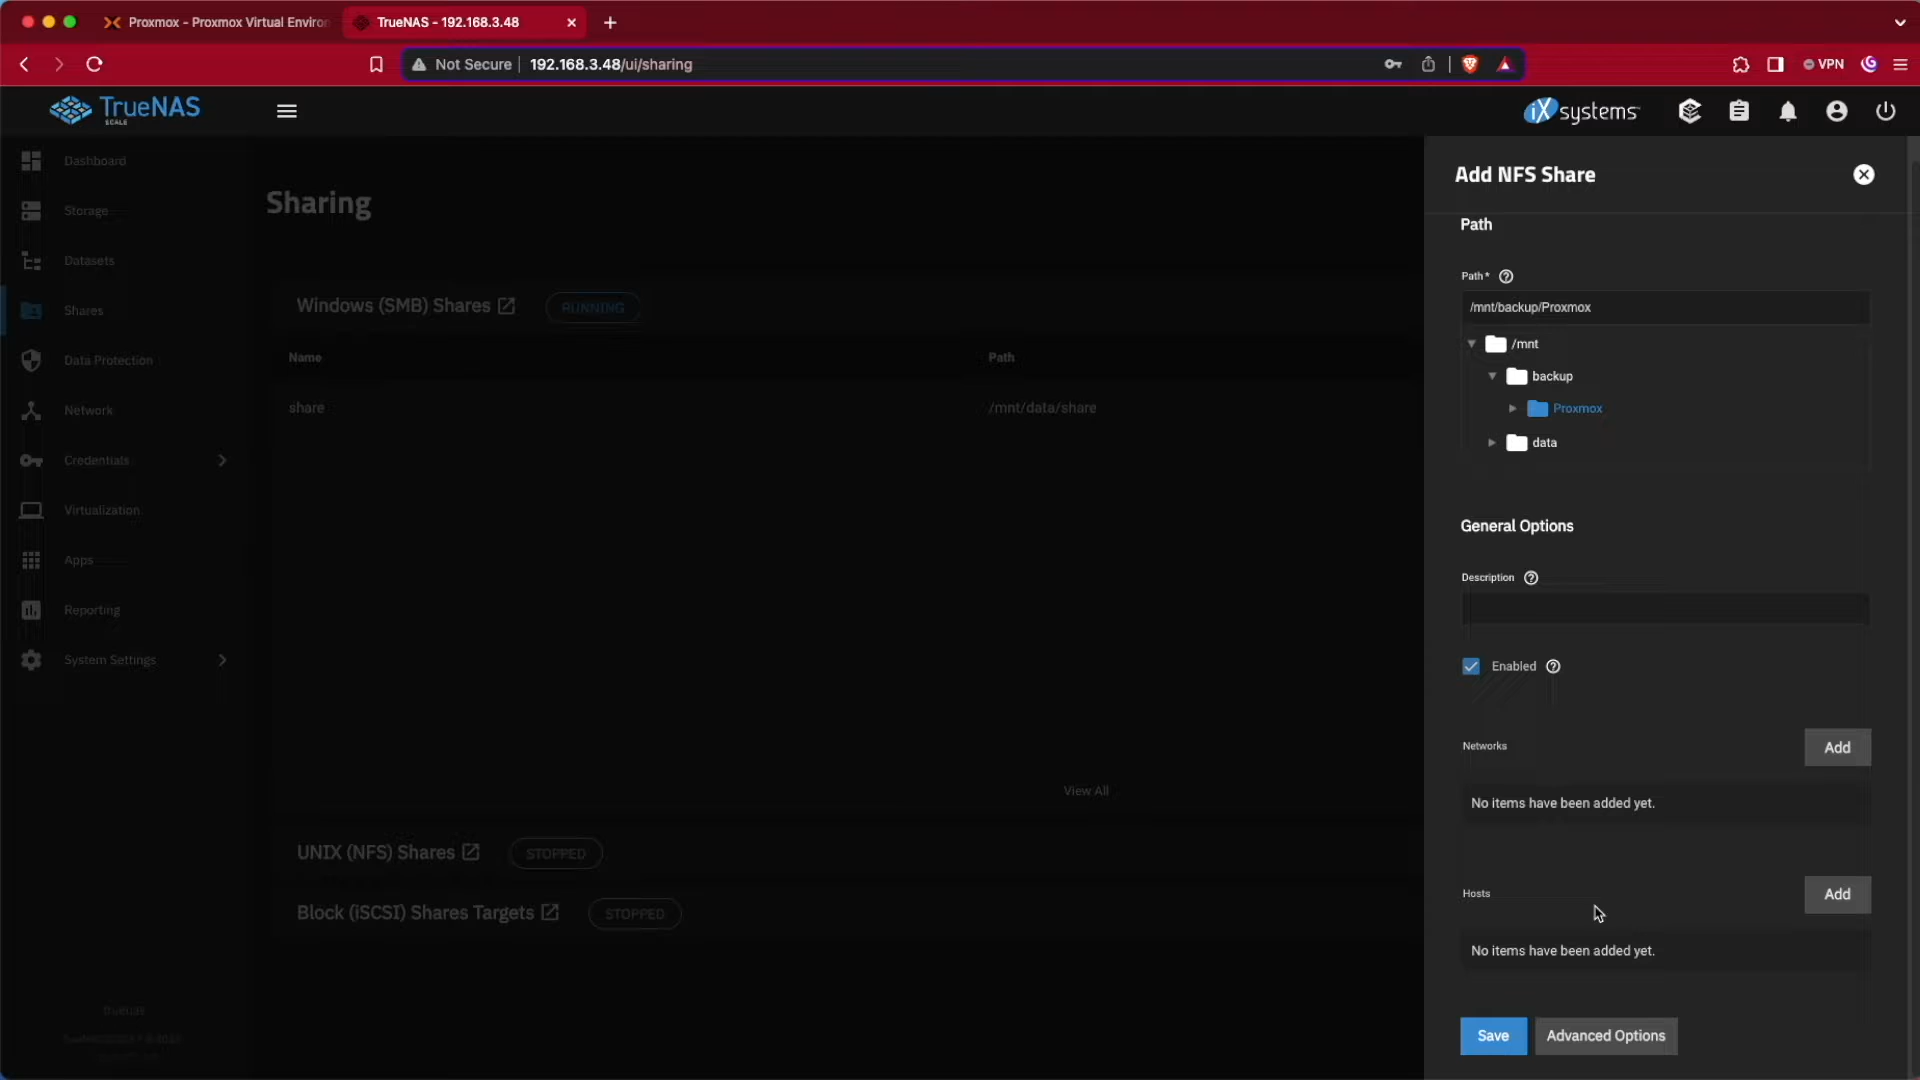 Proxmox - Proxmox Virtual Enviro
TrueNAS - 192.168.3.48
Not Secure
192.168.3.48/ui/sharing
VPN
TrueNAS
SCALE
iXsystems
Dashboard
Storage
Datasets
Shares
Data Protection
Network
Credentials
Virtualization
Apps
Reporting
System Settings
truenas
Sharing
Windows (SMB) Shares
RUNNING
Name
Path
share
/mnt/data/share
View All
UNIX (NFS) Shares
STOPPED
Block (iSCSI) Shares Targets
STOPPED
Add NFS Share
Path
Path*
/mnt/backup/Proxmox
/mnt
backup
Proxmox
data
General Options
Description
Enabled
Networks
Add
No items have been added yet.
Hosts
Add
No items have been added yet.
Save
Advanced Options